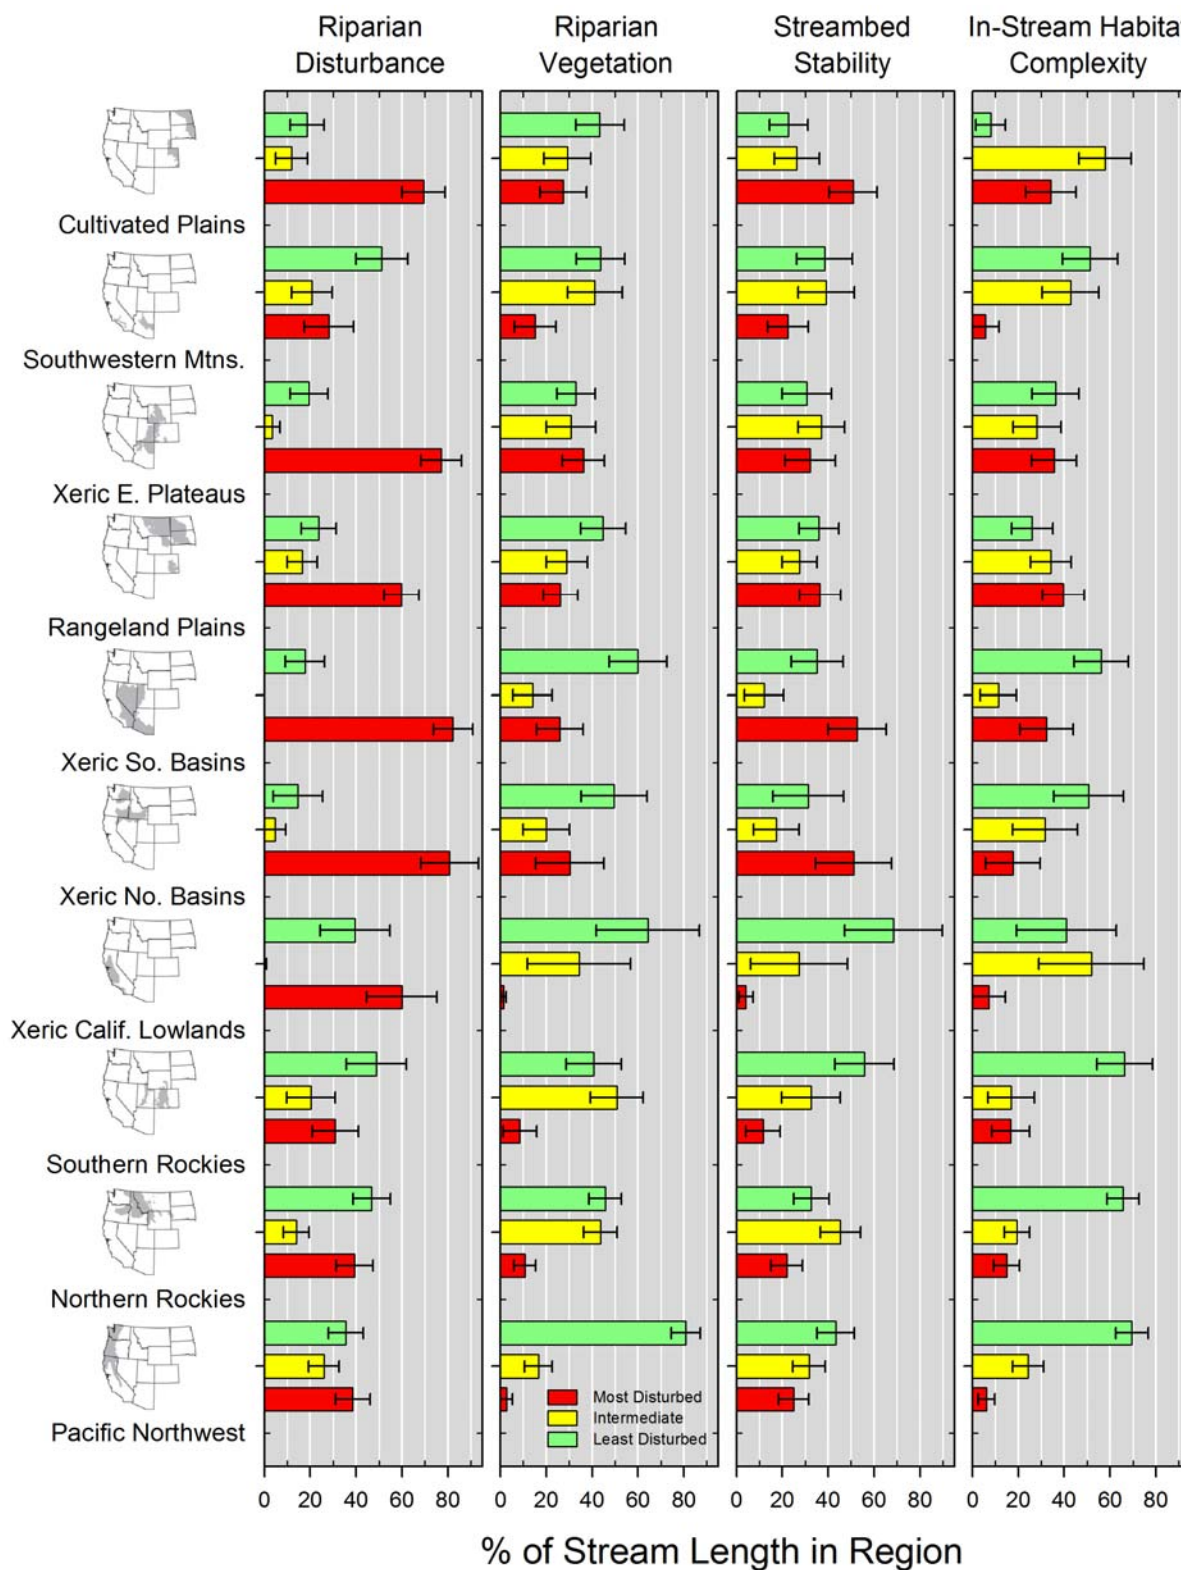 Riparian
Disturbance
Riparian
Vegetation
Streambed
Stability
In-Stream Habita
Complexity
Cultivated Plains
Southwestern Mtns.
Xeric E. Plateaus
Rangeland Plains
Xeric So. Basins
Xeric No. Basins
Xeric Calif. Lowlands
Southern Rockies
Northern Rockies
Pacific Northwest
Most Disturbed
Intermediate
Least Disturbed
0 20 40 60 80
0 20 40 60 80
0 20 40 60 80
0 20 40 60 80
% of Stream Length in Region